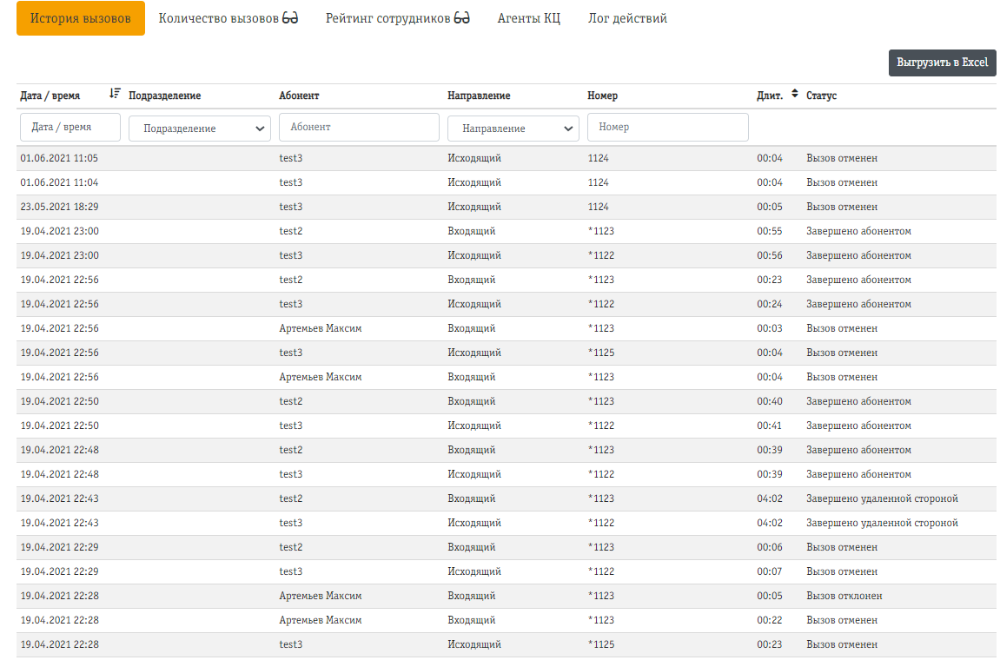 История вызовов Количество вызовов Рейтинг сотрудников Агенты КЦ Лог действий
Выгрузить в Excel
Дата / время Подразделение Абонент Направление Номер Длит. Статус
Дата / время Подразделение Абонент Направление Номер
01.06.2021 11:05 test3 Исходящий 1124 00:04 Вызов отменен
01.06.2021 11:04 test3 Исходящий 1124 00:04 Вызов отменен
23.05.2021 18:29 test3 Исходящий 1124 00:05 Вызов отменен
19.04.2021 23:00 test2 Входящий *1123 00:55 Завершено абонентом
19.04.2021 23:00 test3 Исходящий *1122 00:56 Завершено абонентом
19.04.2021 22:56 test2 Входящий *1123 00:23 Завершено абонентом
19.04.2021 22:56 test3 Исходящий *1122 00:24 Завершено абонентом
19.04.2021 22:56 Артемьев Максим Входящий *1123 00:03 Вызов отменен
19.04.2021 22:56 test3 Исходящий *1125 00:04 Вызов отменен
19.04.2021 22:56 Артемьев Максим Входящий *1123 00:04 Вызов отменен
19.04.2021 22:50 test2 Входящий *1123 00:40 Завершено абонентом
19.04.2021 22:50 test3 Исходящий *1122 00:41 Завершено абонентом
19.04.2021 22:48 test2 Входящий *1123 00:39 Завершено абонентом
19.04.2021 22:48 test3 Исходящий *1122 00:39 Завершено абонентом
19.04.2021 22:43 test2 Входящий *1123 04:02 Завершено удаленной стороной
19.04.2021 22:43 test3 Исходящий *1122 04:02 Завершено удаленной стороной
19.04.2021 22:29 test2 Входящий *1123 00:06 Вызов отменен
19.04.2021 22:29 test3 Исходящий *1122 00:07 Вызов отменен
19.04.2021 22:28 Артемьев Максим Входящий *1123 00:05 Вызов отклонен
19.04.2021 22:28 Артемьев Максим Входящий *1123 00:22 Вызов отменен
19.04.2021 22:28 test3 Исходящий *1125 00:23 Вызов отменен